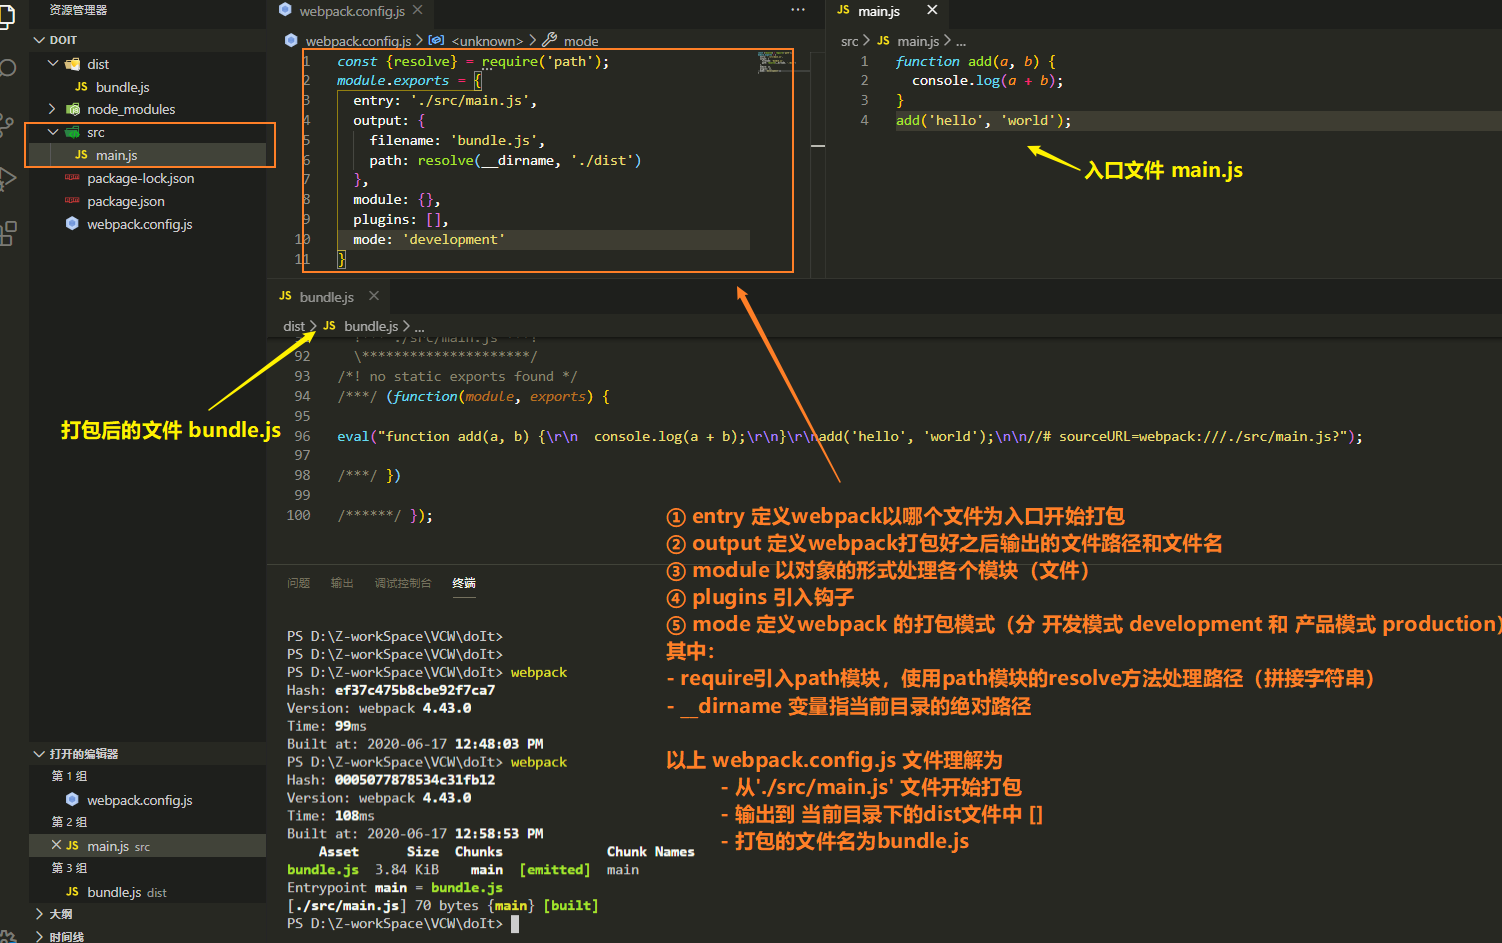 资源管理器
DOIT
dist
JS bundle.js
node_modules
src
JS main.js
package-lock.json
package.json
webpack.config.js
打开的编辑器
第 1 组
webpack.config.js
第 2 组
JS main.js src
第 3 组
JS bundle.js dist
大纲
时间线
webpack.config.js
webpack.config.js > <unknown> > mode
1 const {resolve} = require('path');
2 module.exports = {
3 entry: './src/main.js',
4 output: {
5 filename: 'bundle.js',
6 path: resolve(__dirname, './dist')
7 },
8 module: {},
9 plugins: [],
10 mode: 'development'
11 }
JS main.js
src > JS main.js > ...
1 function add(a, b) {
2 console.log(a + b);
3 }
4 add('hello', 'world');
入口文件 main.js
JS bundle.js
dist > JS bundle.js > ...
92 \*********************/
93 /*! no static exports found */
94 /***/ (function(module, exports) {
95
96 eval("function add(a, b) {\r\n  console.log(a + b);\r\n}\r\nadd('hello', 'world');\n\n//# sourceURL=webpack:///./src/main.js?");
97
98 /***/ })
99
100 /******/ });
打包后的文件 bundle.js
① entry 定义webpack以哪个文件为入口开始打包
② output 定义webpack打包好之后输出的文件路径和文件名
③ module 以对象的形式处理各个模块（文件）
④ plugins 引入钩子
⑤ mode 定义webpack 的打包模式（分 开发模式 development 和 产品模式 production）
其中：
- require引入path模块，使用path模块的resolve方法处理路径（拼接字符串）
- __dirname 变量指当前目录的绝对路径
以上 webpack.config.js 文件理解为
- 从'./src/main.js' 文件开始打包
- 输出到 当前目录下的dist文件中 []
- 打包的文件名为bundle.js
问题 输出 调试控制台 终端
PS D:\Z-workSpace\VCW\doIt>
PS D:\Z-workSpace\VCW\doIt>
PS D:\Z-workSpace\VCW\doIt> webpack
Hash: ef37c475b8cbe92f7ca7
Version: webpack 4.43.0
Time: 99ms
Built at: 2020-06-17 12:48:03 PM
PS D:\Z-workSpace\VCW\doIt> webpack
Hash: 0005077878534c31fb12
Version: webpack 4.43.0
Time: 108ms
Built at: 2020-06-17 12:58:53 PM
Asset Size Chunks Chunk Names
bundle.js 3.84 KiB main [emitted] main
Entrypoint main = bundle.js
[./src/main.js] 70 bytes {main} [built]
PS D:\Z-workSpace\VCW\doIt>